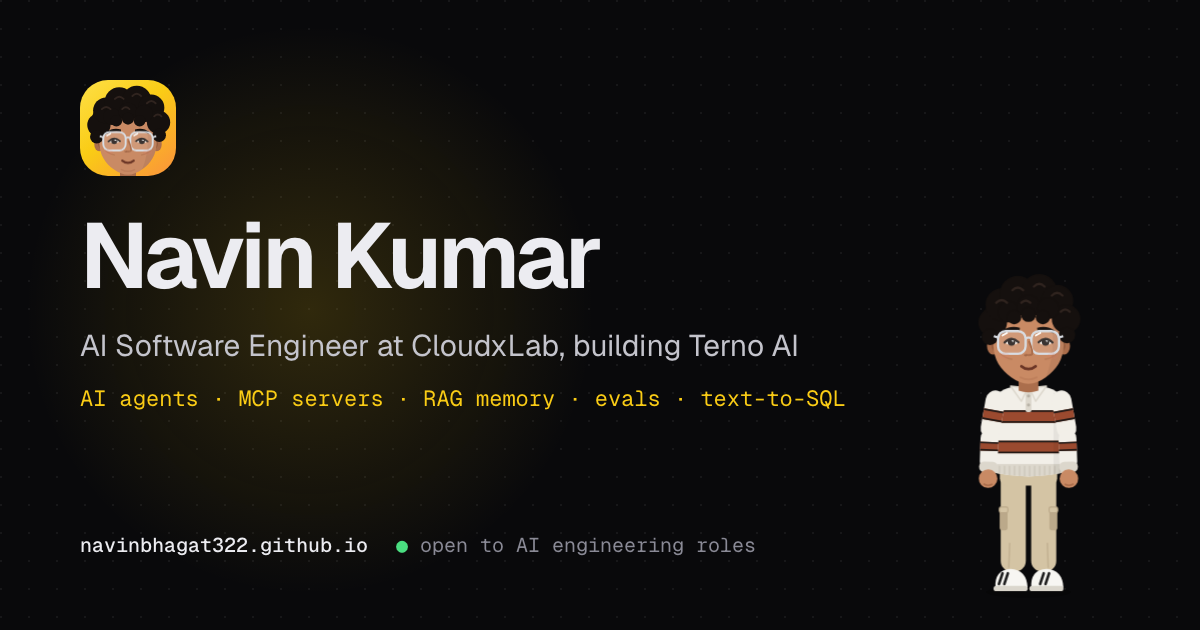 Navin Kumar
AI Software Engineer at CloudxLab, building Terno AI
AI agents · MCP servers · RAG memory · evals · text-to-SQL
navinbhagat322.github.io ● open to AI engineering roles